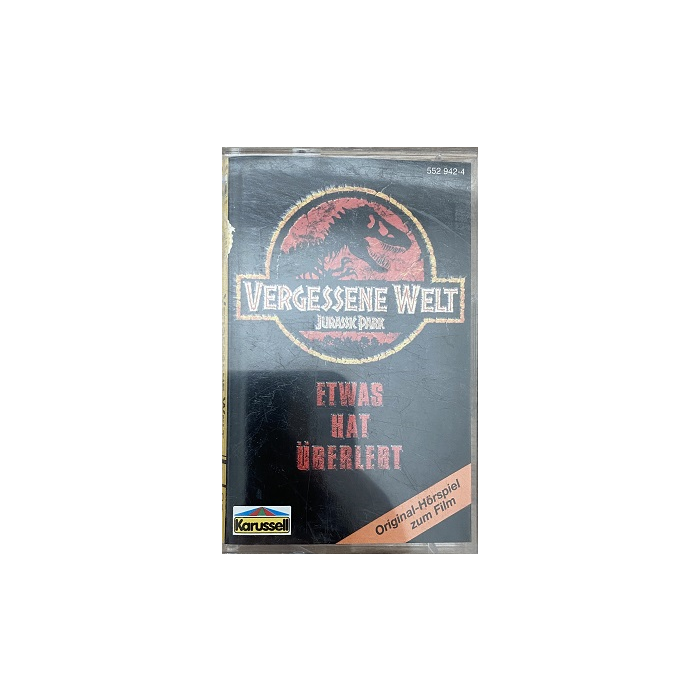 552 942-4
VERGESSENE WELT
JURASSIC PARK
ETWAS
HAT
ÜBERLEBT
Original-Hörspiel
zum Film
Karussell